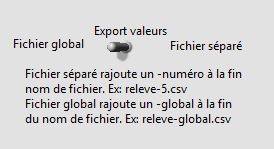 Export valeurs
Fichier global Fichier séparé
Fichier séparé rajoute un -numéro à la fin
nom de fichier. Ex: releve-5.csv
Fichier global rajoute un -global à la fin
du nom de fichier. Ex: releve-global.csv